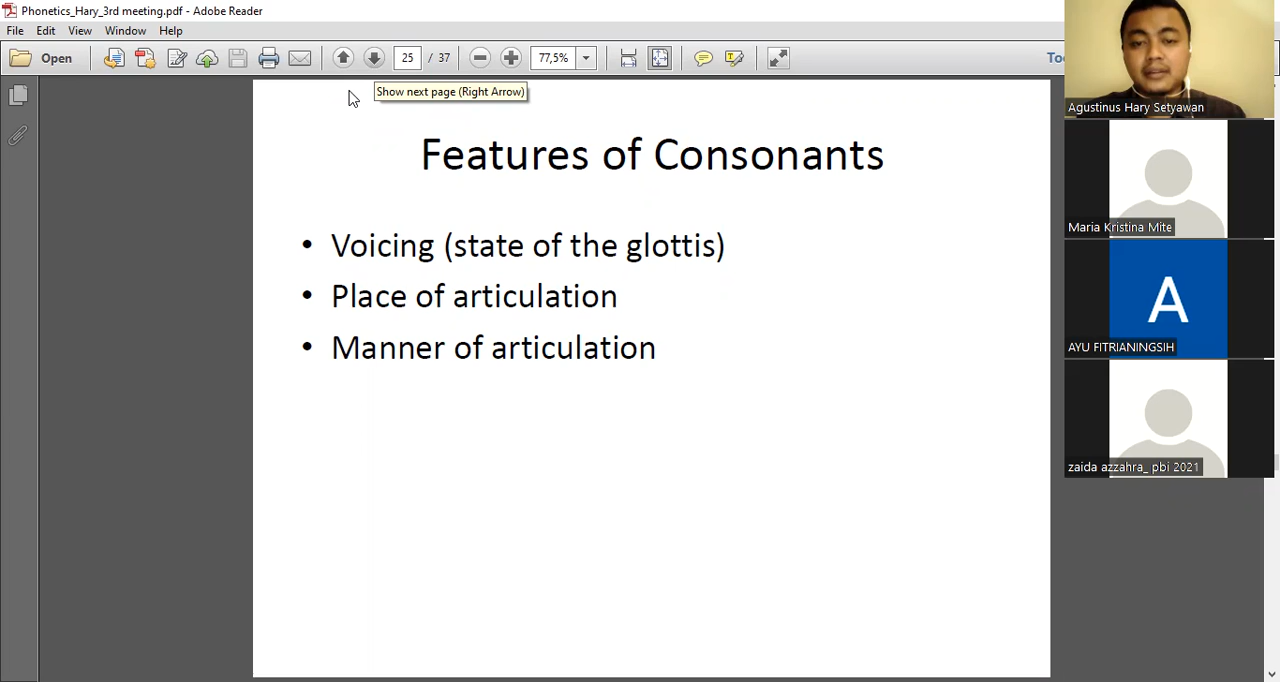 Phonetics_Hary_3rd meeting.pdf - Adobe Reader
File Edit View Window Help
Open 25 / 37 77,5% Too
Show next page (Right Arrow)
Features of Consonants
• Voicing (state of the glottis)
• Place of articulation
• Manner of articulation
Agustinus Hary Setyawan
Maria Kristina Mite
A
AYU FITRIANINGSIH
zaida azzahra_ pbi 2021